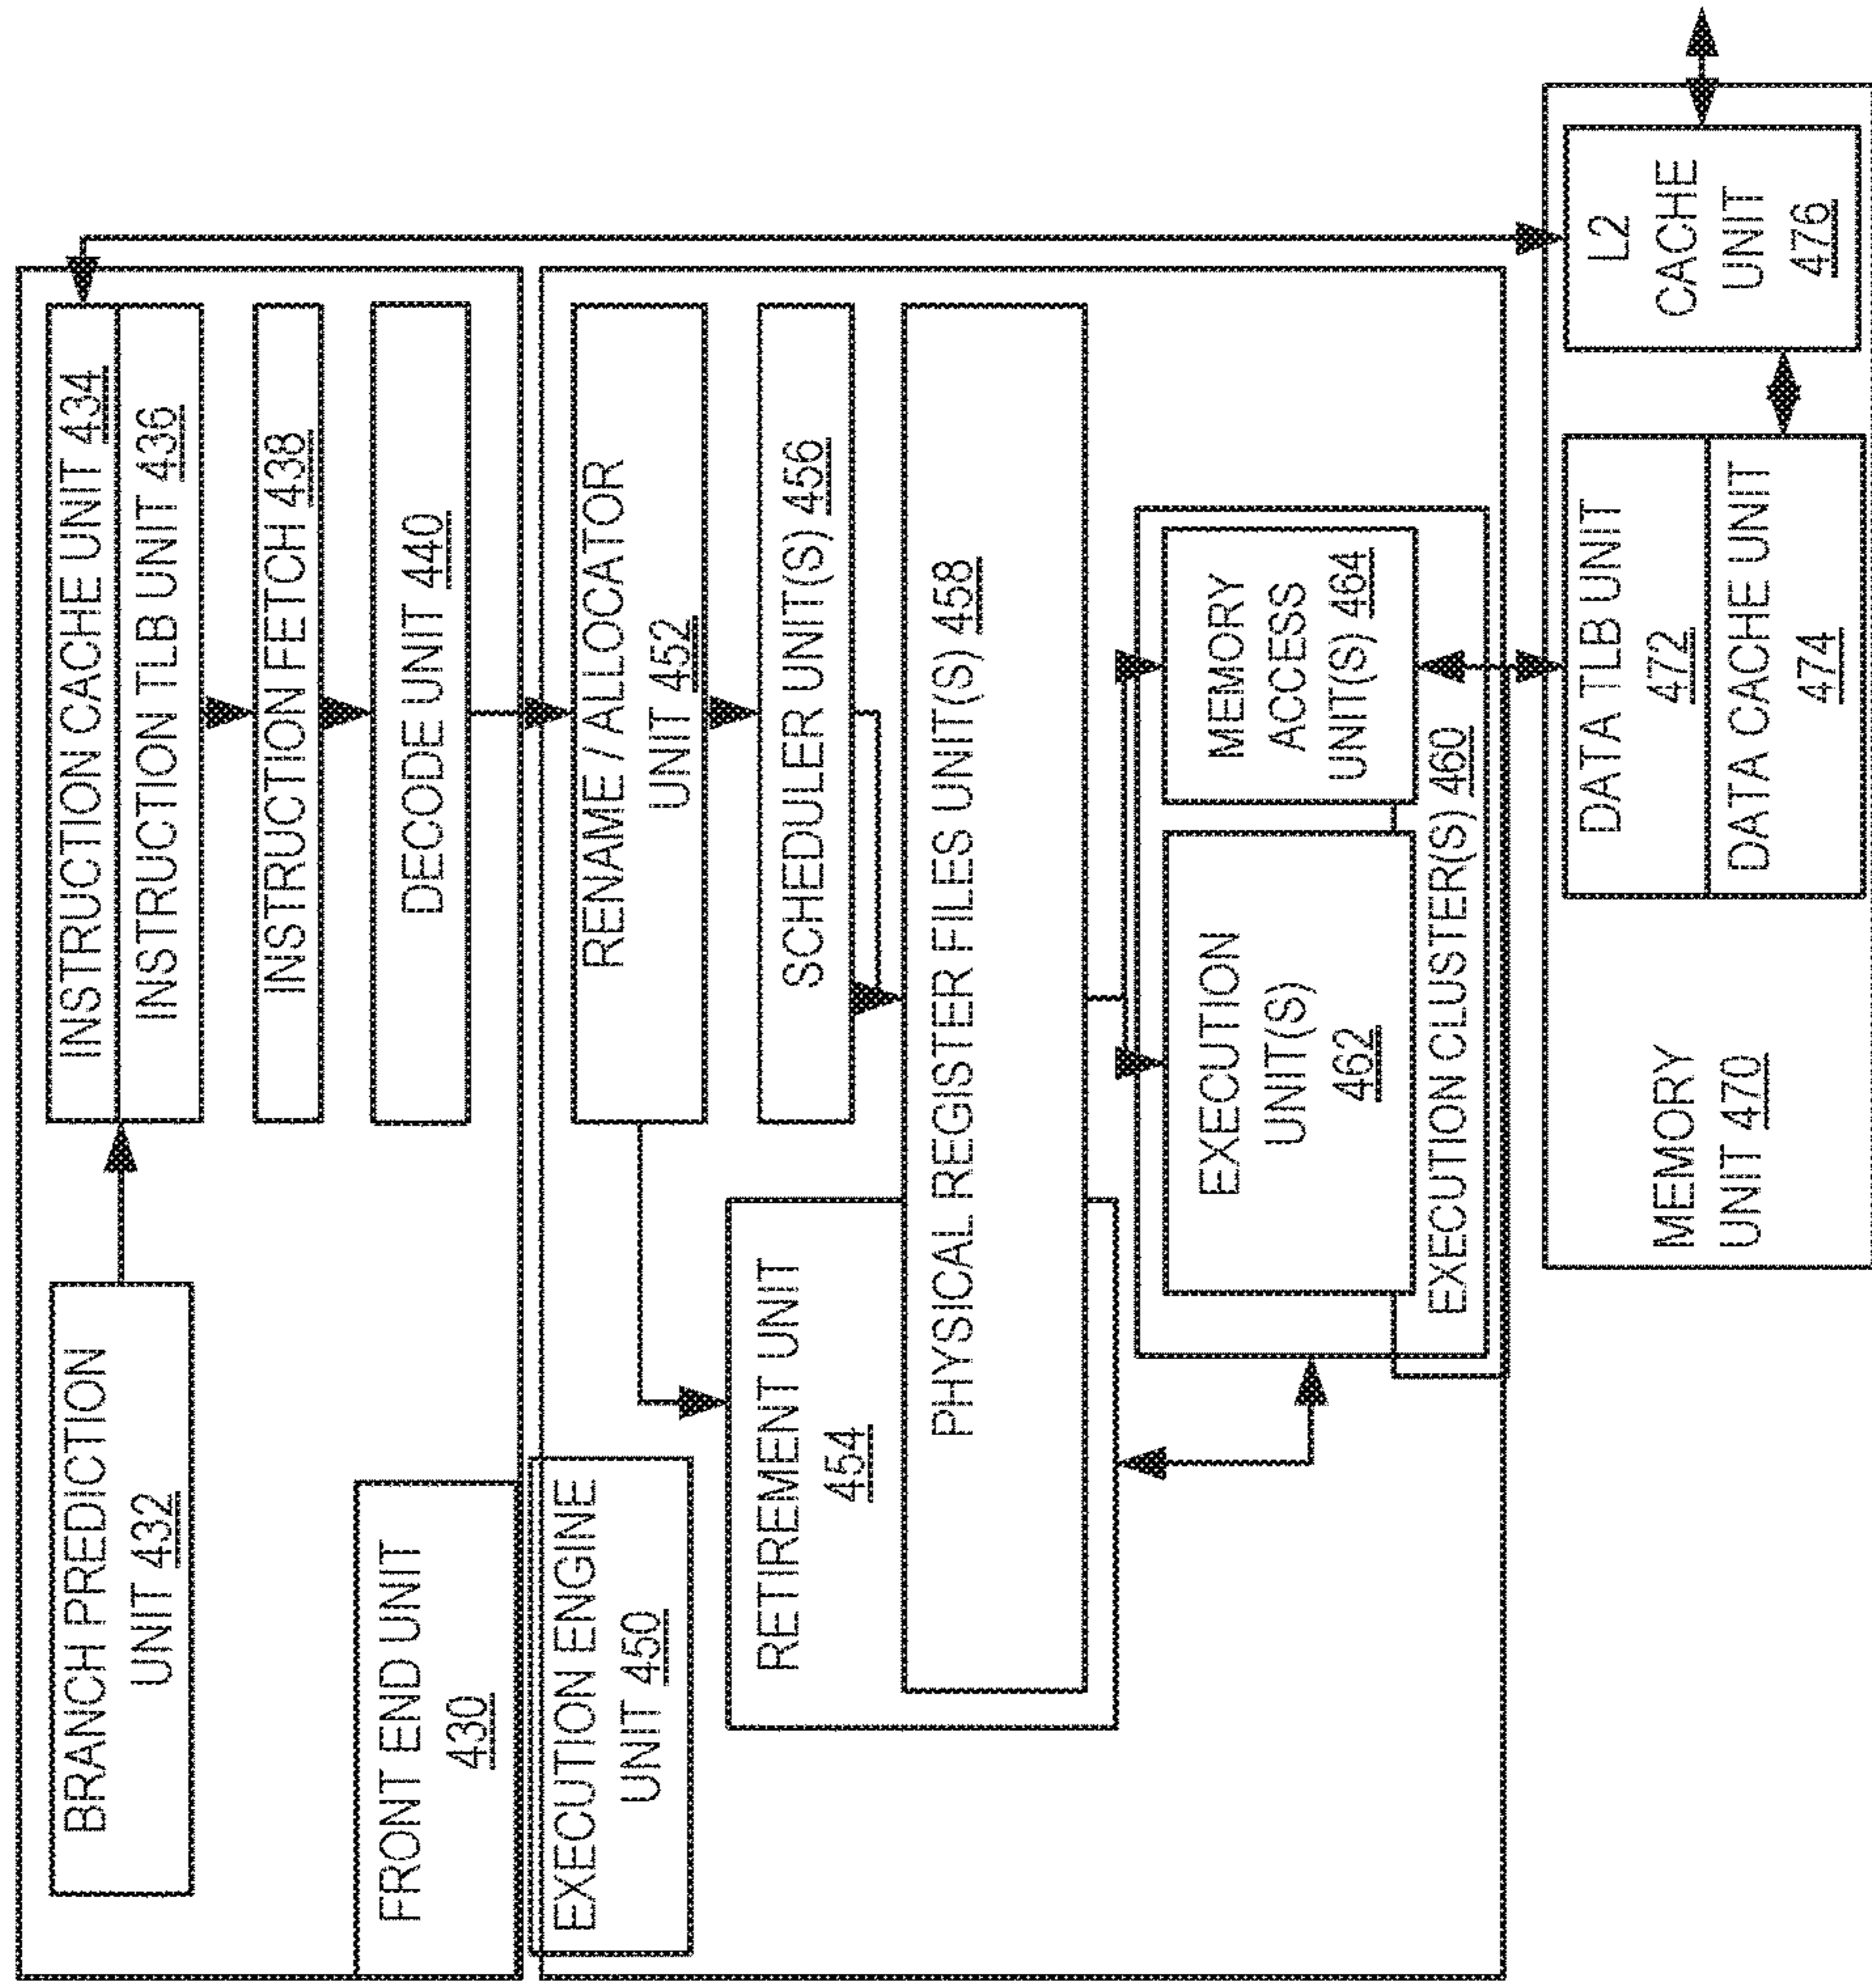 BRANCH PREDICTION
UNIT 432
INSTRUCTION CACHE UNIT 434
INSTRUCTION TLB UNIT 436
INSTRUCTION FETCH 438
DECODE UNIT 440
FRONT END UNIT
430
EXECUTION ENGINE
UNIT 450
RENAME / ALLOCATOR
UNIT 452
RETIREMENT UNIT
454
SCHEDULER UNIT(S) 456
PHYSICAL REGISTER FILES UNIT(S) 458
EXECUTION
UNIT(S)
462
MEMORY
ACCESS
UNIT(S) 464
EXECUTION CLUSTER(S) 460
MEMORY
UNIT 470
DATA TLB UNIT
472
DATA CACHE UNIT
474
L2
CACHE
UNIT
476